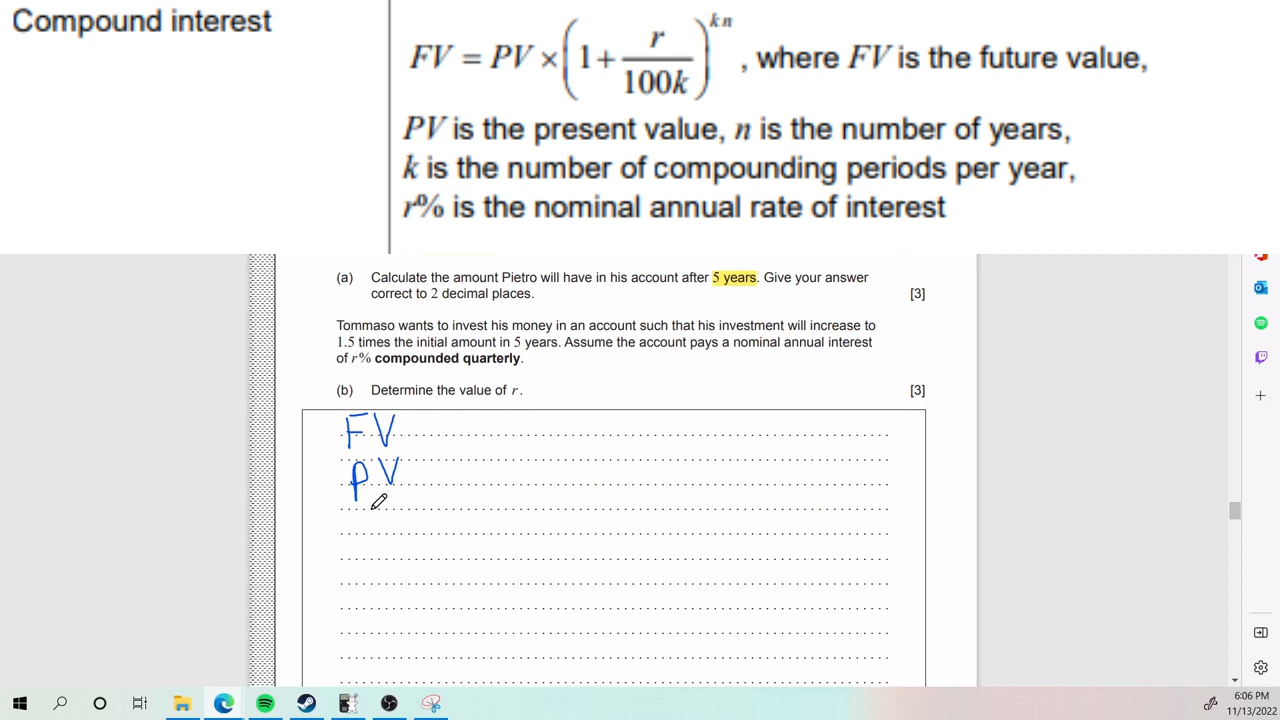 Compound interest
FV = PV × (1 + r/100k)^kn, where FV is the future value,
PV is the present value, n is the number of years,
k is the number of compounding periods per year,
r% is the nominal annual rate of interest
(a) Calculate the amount Pietro will have in his account after 5 years. Give your answer
correct to 2 decimal places. [3]
Tommaso wants to invest his money in an account such that his investment will increase to
1.5 times the initial amount in 5 years. Assume the account pays a nominal annual interest
of r% compounded quarterly.
(b) Determine the value of r. [3]
FV
PV
6:06 PM
11/13/2022